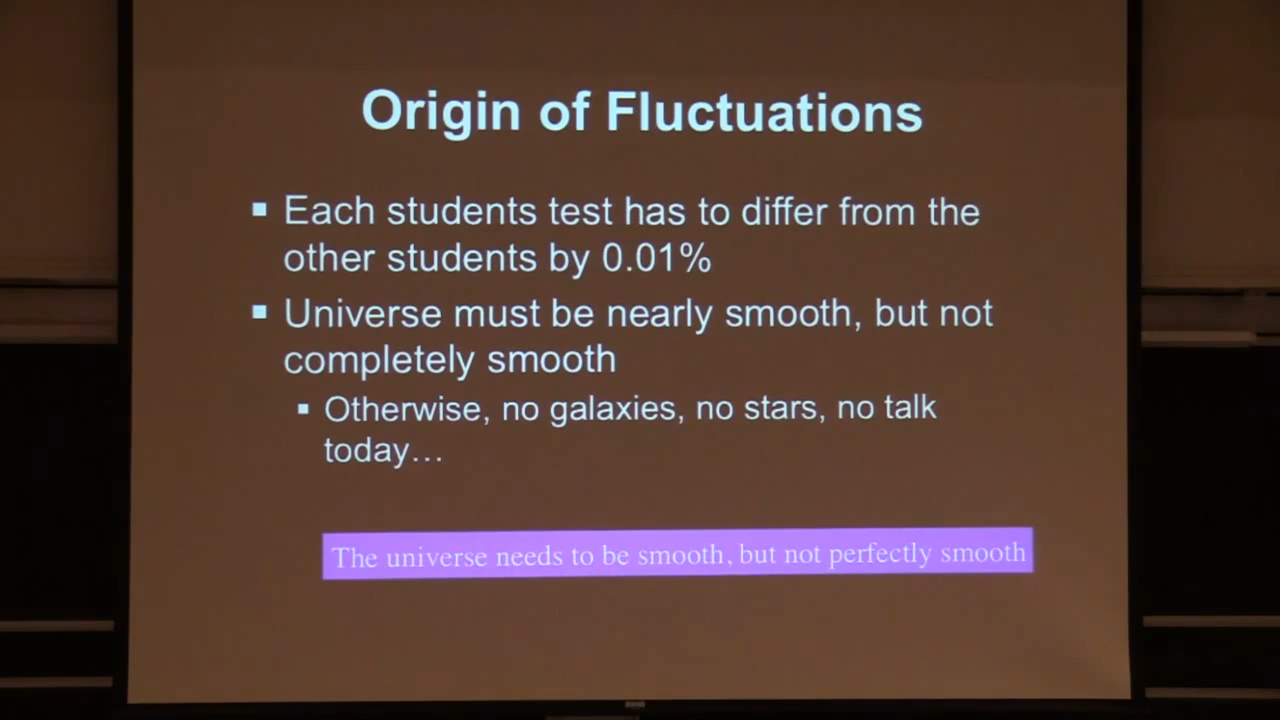 Origin of Fluctuations
▪ Each students test has to differ from the
other students by 0.01%
▪ Universe must be nearly smooth, but not
completely smooth
▪ Otherwise, no galaxies, no stars, no talk
today…
The universe needs to be smooth, but not perfectly smooth